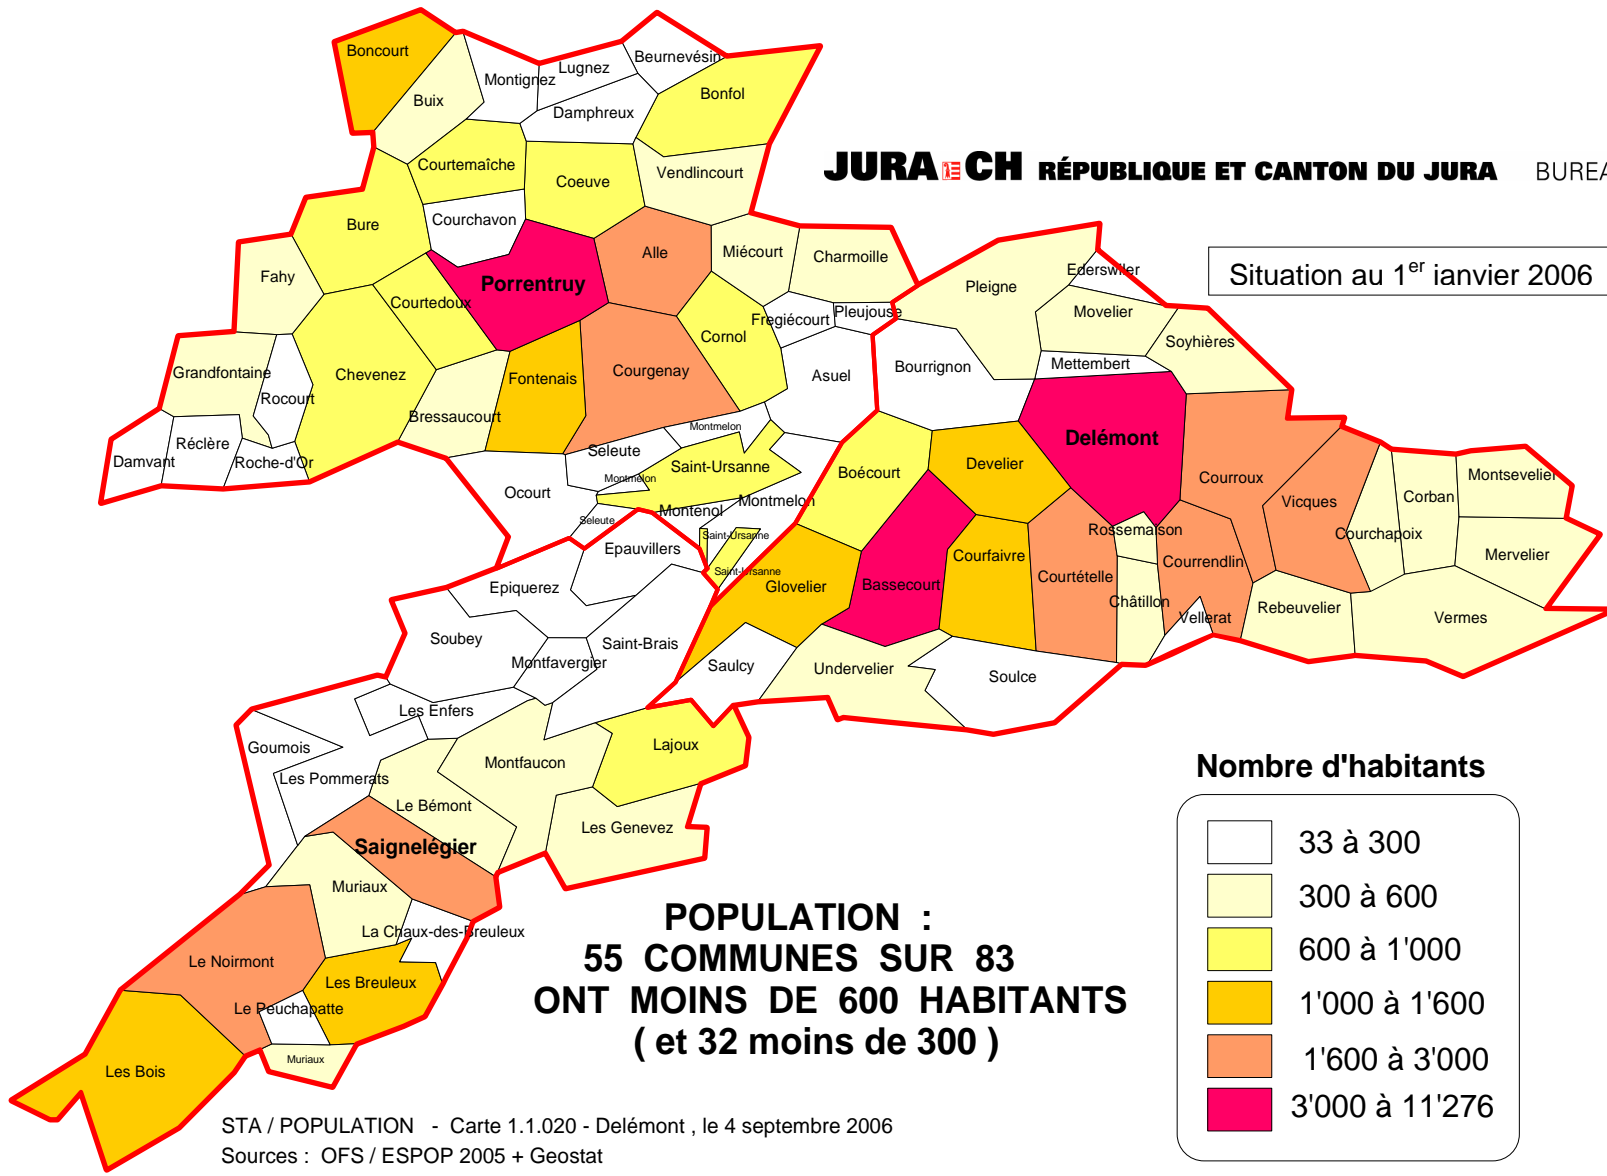 Boncourt
Buix
Montignez
Lugnez
Beurnevésin
Damphreux
Bonfol
Courtemaîche
Coeuve
Vendlincourt
JURA CH RÉPUBLIQUE ET CANTON DU JURA BUREA
Bure
Courchavon
Alle
Miécourt
Charmoille
Fahy
Porrentruy
Courtedoux
Pleigne
Ederswiler
Situation au 1er ianvier 2006
Movelier
Fregiécourt
Pleujouse
Cornol
Soyhières
Grandfontaine
Rocourt
Chevenez
Fontenais
Courgenay
Asuel
Bourrignon
Mettembert
Bressaucourt
Damvant
Réclère
Roche-d'Or
Montmelon
Seleute
Saint-Ursanne
Montmelon
Ocourt
Montenol
Montmelon
Seleute
Saint-Ursanne
Saint-Ursanne
Delémont
Boécourt
Develier
Courroux
Vicques
Corban
Montsevelier
Courchapoix
Mervelier
Rossemaison
Courrendlin
Courfaivre
Courtételle
Châtillon
Vellerat
Rebeuvelier
Vermes
Glovelier
Bassecourt
Epauvillers
Epiquerez
Soubey
Saint-Brais
Montfavergier
Saulcy
Undervelier
Soulce
Les Enfers
Goumois
Les Pommerats
Montfaucon
Lajoux
Le Bémont
Les Genevez
Saignelégier
Muriaux
La Chaux-des-Breuleux
Le Noirmont
Les Breuleux
Le Peuchapatte
Muriaux
Les Bois
POPULATION :
55 COMMUNES SUR 83
ONT MOINS DE 600 HABITANTS
( et 32 moins de 300 )
Nombre d'habitants
33 à 300
300 à 600
600 à 1'000
1'000 à 1'600
1'600 à 3'000
3'000 à 11'276
STA / POPULATION - Carte 1.1.020 - Delémont , le 4 septembre 2006
Sources : OFS / ESPOP 2005 + Geostat